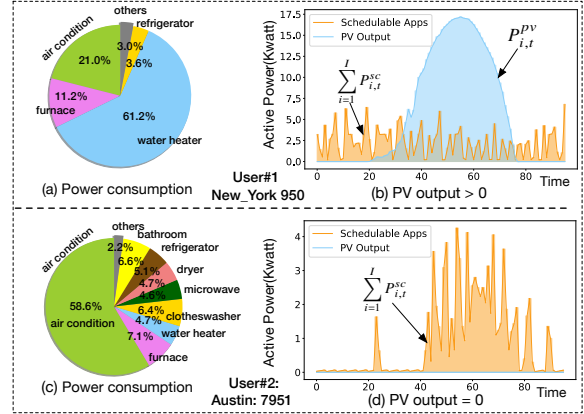 others
refrigerator
air condition
3.0%
3.6%
21.0%
11.2%
furnace
61.2%
water heater
(a) Power consumption
User#1
New_York 950
Active Power(Kwatt)
17.5
15.0
12.5
10.0
7.5
5.0
2.5
0.0
Schedulable Apps
PV Output
P_{i,t}^{pv}
\sum_{i=1}^{I} P_{i,t}^{sc}
0 20 40 60 80 Time
(b) PV output > 0
others
bathroom
refrigerator
dryer
microwave
clotheswasher
water heater
furnace
air condition
2.2%
6.6%
5.1%
4.7%
4.6%
6.4%
4.7%
7.1%
58.6%
air condition
(c) Power consumption
User#2:
Austin: 7951
Active Power(Kwatt)
4
3
2
1
0
Schedulable Apps
PV Output
\sum_{i=1}^{I} P_{i,t}^{sc}
0 20 40 60 80 Time
(d) PV output = 0